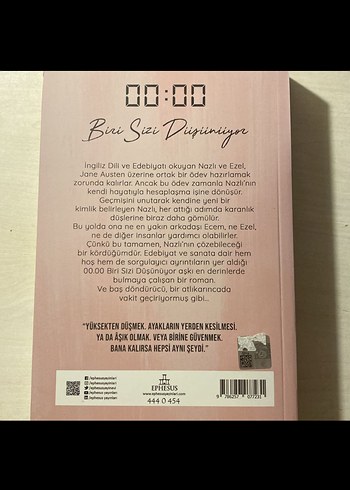 00:00
Biri Sizi Düşünüyor
İngiliz Dili ve Edebiyatı okuyan Nazlı ve Ezel,
Jane Austen üzerine ortak bir ödev hazırlamak
zorunda kalırlar. Ancak bu ödev zamanla Nazlı'nın
kendi hayatıyla hesaplaşma işine dönüşür.
Geçmişini unutarak kendine yeni bir
kimlik belirleyen Nazlı, her attığı adımda karanlık
düşlerine biraz daha gömülür.
Bu yolda ona ne en yakın arkadaşı Ecem, ne Ezel,
ne de diğer insanlar yardımcı olabilirler.
Çünkü bu tamamen, Nazlı'nın çözebileceği
bir kördüğümdür. Edebiyat ve sanata dair hem
hoş hem de sorgulayıcı ayrıntıların yer aldığı
00.00 Biri Sizi Düşünüyor aşkı en derinlerde
bulmaya çalışan bir roman.
Ve baş döndürücü, bir atlıkarıncada
vakit geçiriyormuş gibi...
"YÜKSEKTEN DÜŞMEK. AYAKLARIN YERDEN KESİLMESİ.
YA DA ÂŞIK OLMAK. VEYA BİRİNE GÜVENMEK.
BANA KALIRSA HEPSİ AYNI ŞEYDİ."
/ephesusyayinlari
/ephesusyayinlari
/ephesus yayınları
EPHESUS
www.ephesusyayinlari.com
444 0 454